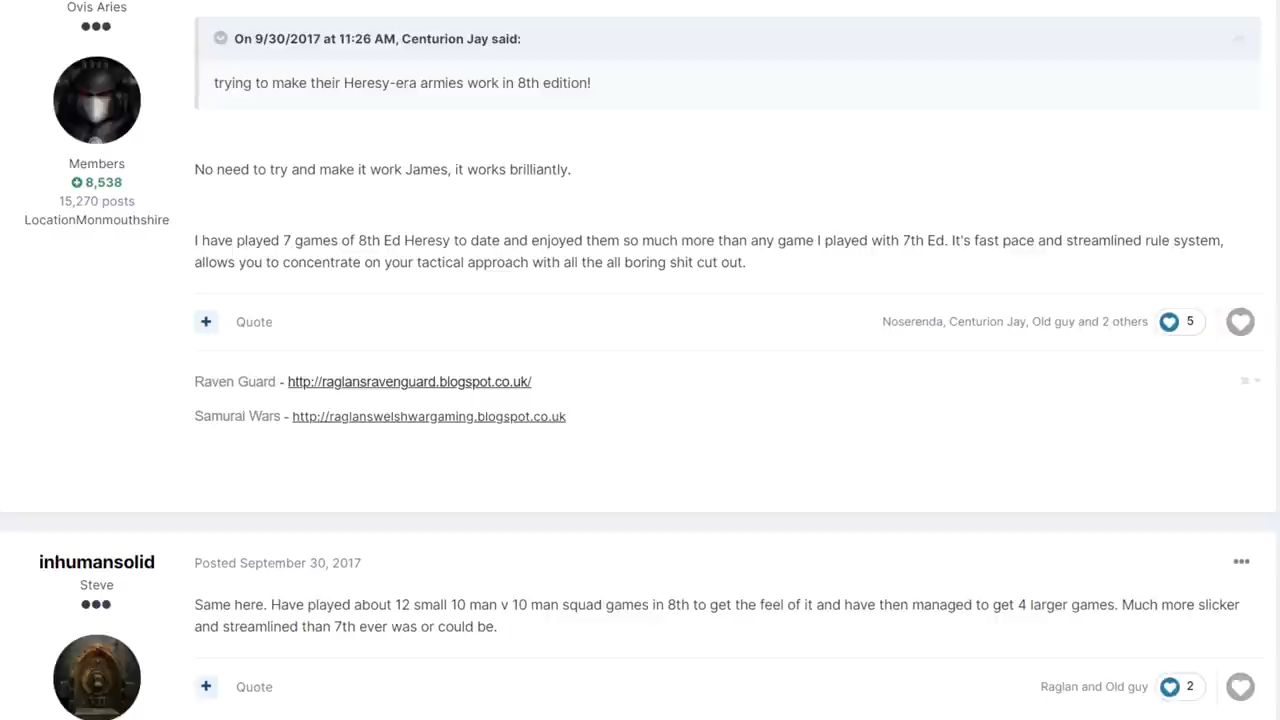 Ovis Aries
On 9/30/2017 at 11:26 AM, Centurion Jay said:
trying to make their Heresy-era armies work in 8th edition!
Members
8,538
15,270 posts
LocationMonmouthshire
No need to try and make it work James, it works brilliantly.
I have played 7 games of 8th Ed Heresy to date and enjoyed them so much more than any game I played with 7th Ed. It's fast pace and streamlined rule system,
allows you to concentrate on your tactical approach with all the all boring shit cut out.
+ Quote
Noserenda, Centurion Jay, Old guy and 2 others 5
Raven Guard - http://raglansravenguard.blogspot.co.uk/
Samurai Wars - http://raglanswelshwargaming.blogspot.co.uk
inhumansolid
Steve
Posted September 30, 2017
Same here. Have played about 12 small 10 man v 10 man squad games in 8th to get the feel of it and have then managed to get 4 larger games. Much more slicker
and streamlined than 7th ever was or could be.
+ Quote
Raglan and Old guy 2